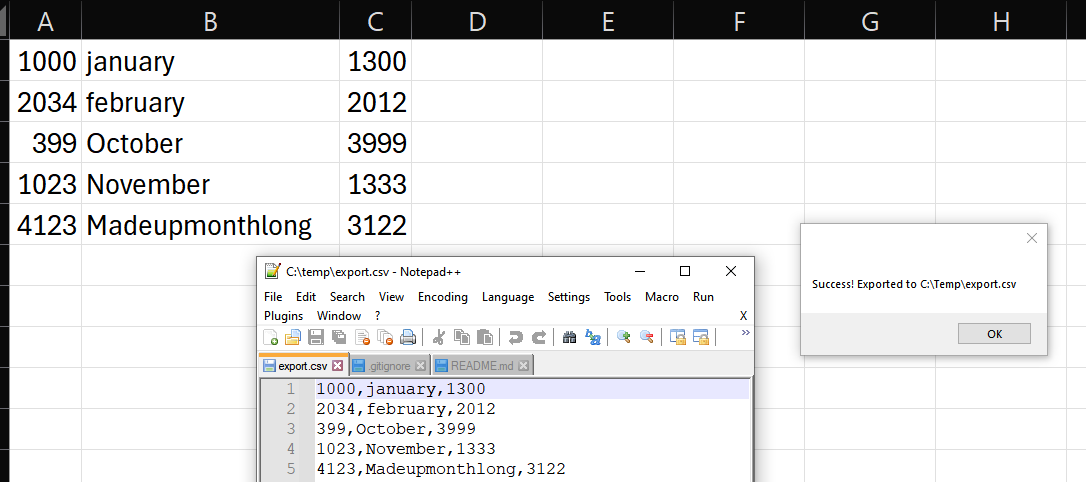 A B C D E F G H
1000 january 1300
2034 february 2012
399 October 3999
1023 November 1333
4123 Madeupmonthlong 3122
Success! Exported to C:\Temp\export.csv
OK
C:\temp\export.csv - Notepad++
File Edit Search View Encoding Language Settings Tools Macro Run
Plugins Window ? X
export.csv .gitignore README.md
1 1000,january,1300
2 2034,february,2012
3 399,October,3999
4 1023,November,1333
5 4123,Madeupmonthlong,3122